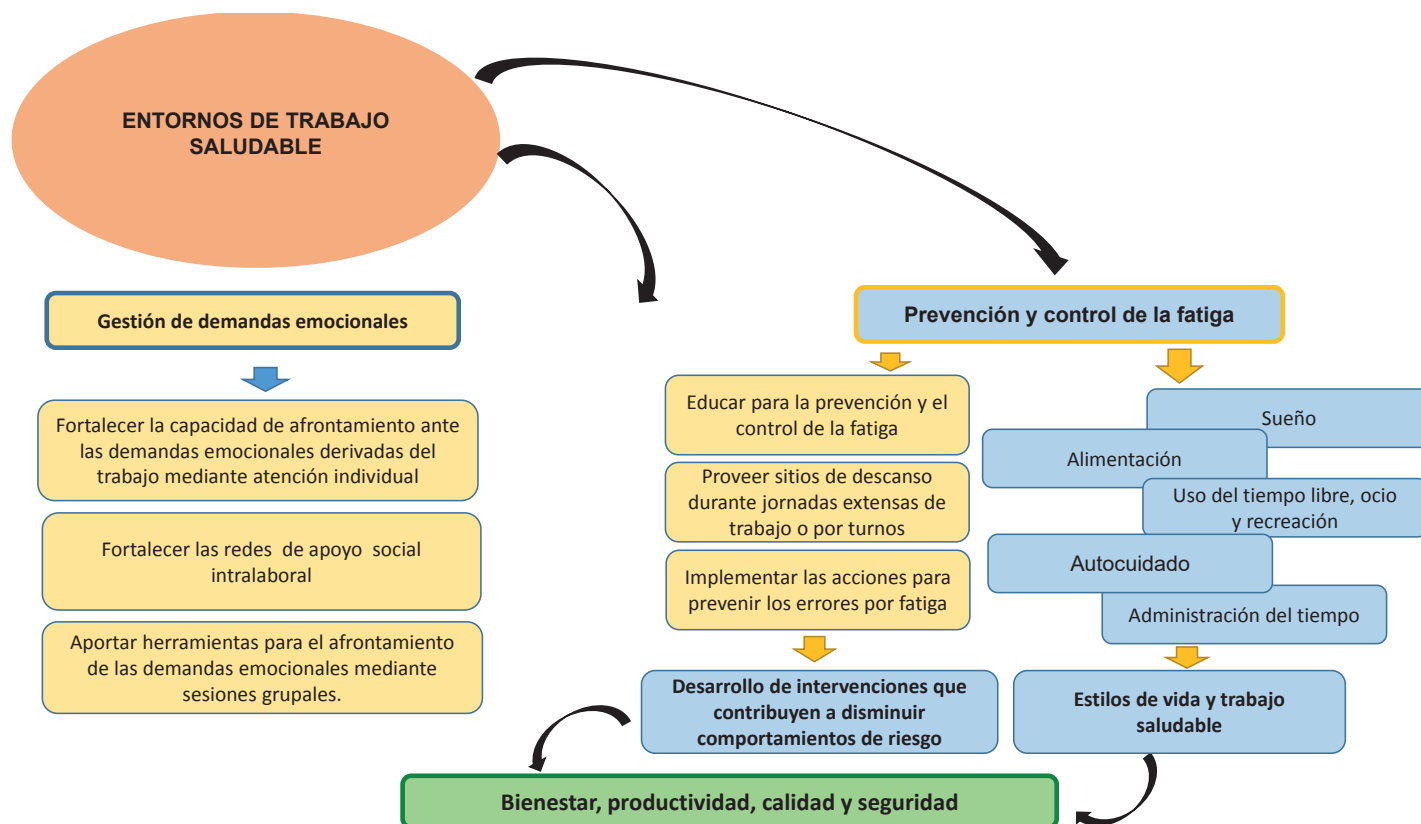 ENTORNOS DE TRABAJO
SALUDABLE
Gestión de demandas emocionales
Fortalecer la capacidad de afrontamiento ante
las demandas emocionales derivadas del
trabajo mediante atención individual
Fortalecer las redes de apoyo social
intralaboral
Aportar herramientas para el afrontamiento
de las demandas emocionales mediante
sesiones grupales.
Prevención y control de la fatiga
Educar para la prevención y el
control de la fatiga
Proveer sitios de descanso
durante jornadas extensas de
trabajo o por turnos
Implementar las acciones para
prevenir los errores por fatiga
Sueño
Alimentación
Uso del tiempo libre, ocio
y recreación
Autocuidado
Administración del tiempo
Desarrollo de intervenciones que
contribuyen a disminuir
comportamientos de riesgo
Estilos de vida y trabajo
saludable
Bienestar, productividad, calidad y seguridad